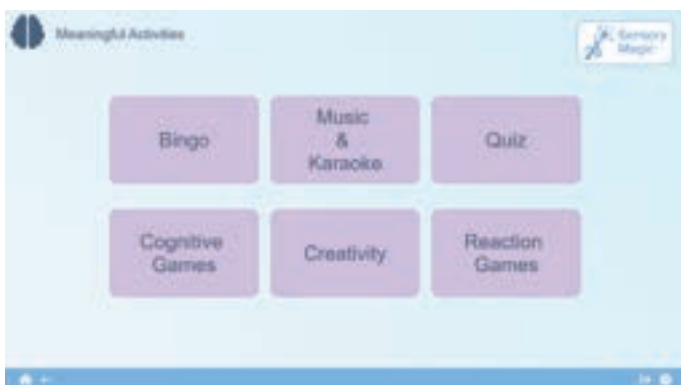 Meaningful Activities
Sensory
Magic
Bingo
Music
&
Karaoke
Quiz
Cognitive
Games
Creativity
Reaction
Games